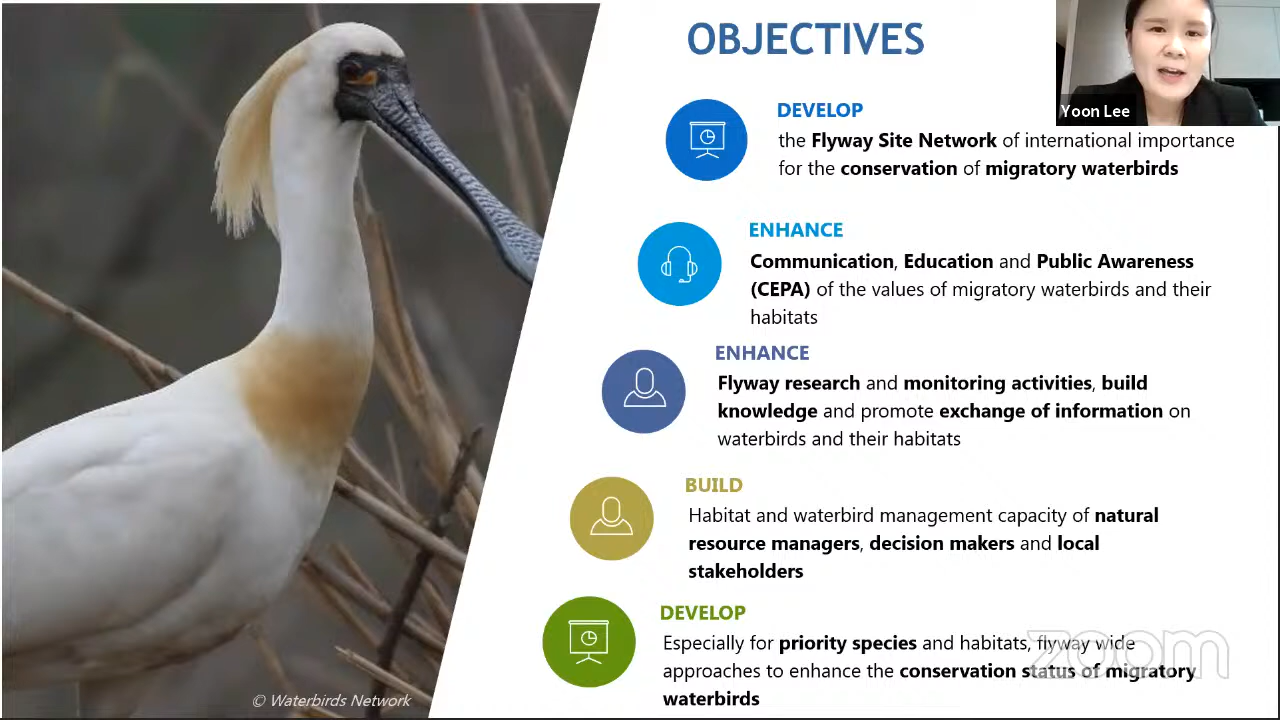 OBJECTIVES
Yoon Lee
DEVELOP
the Flyway Site Network of international importance
for the conservation of migratory waterbirds
ENHANCE
Communication, Education and Public Awareness
(CEPA) of the values of migratory waterbirds and their
habitats
ENHANCE
Flyway research and monitoring activities, build
knowledge and promote exchange of information on
waterbirds and their habitats
BUILD
Habitat and waterbird management capacity of natural
resource managers, decision makers and local
stakeholders
DEVELOP
Especially for priority species and habitats, flyway wide
approaches to enhance the conservation status of migratory
waterbirds
zoom
© Waterbirds Network